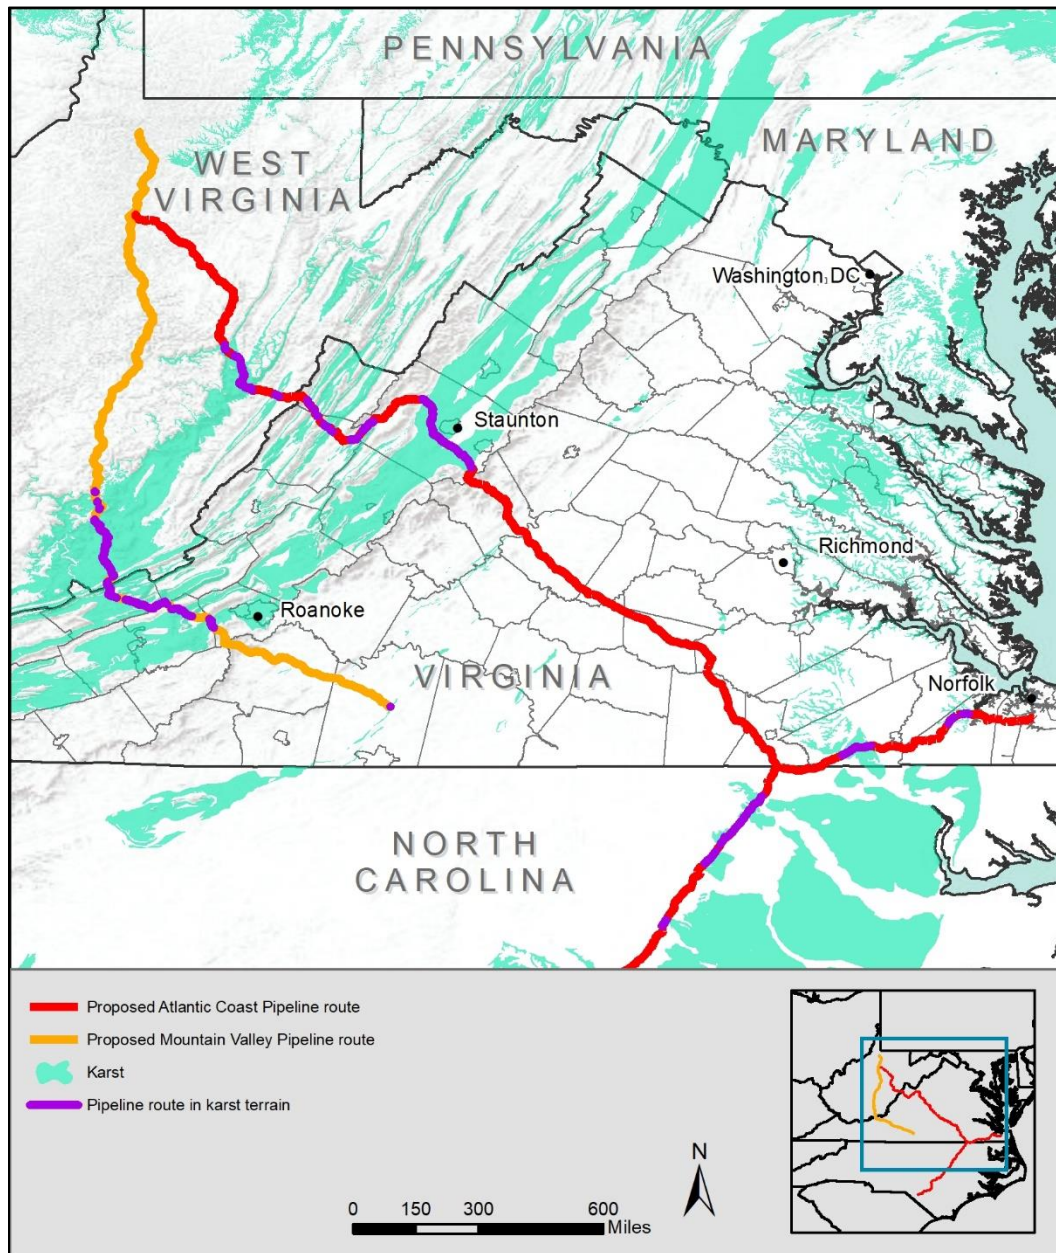 PENNSYLVANIA
MARYLAND
WEST
VIRGINIA
Washington DC
Staunton
Richmond
Roanoke
VIRGINIA
Norfolk
NORTH
CAROLINA
Proposed Atlantic Coast Pipeline route
Proposed Mountain Valley Pipeline route
Karst
Pipeline route in karst terrain
N
0 150 300 600
Miles